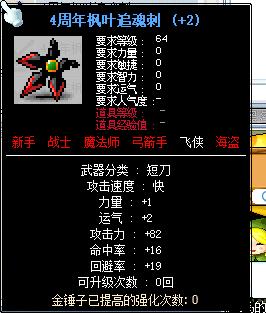 4周年枫叶追魂刺 (+2)
要求等级 : 64
要求力量 : 0
要求敏捷 : 0
要求智力 : 0
要求运气 : 0
要求人气度 : -
道具等级 : -
道具经验值 : -
新手 战士 魔法师 弓箭手 飞侠 海盗
武器分类 : 短刀
攻击速度 : 快
力量 : +1
运气 : +2
攻击力 : +82
命中率 : +16
回避率 : +19
可升级次数 : 0回
金锤子已提高的强化次数: 0
的